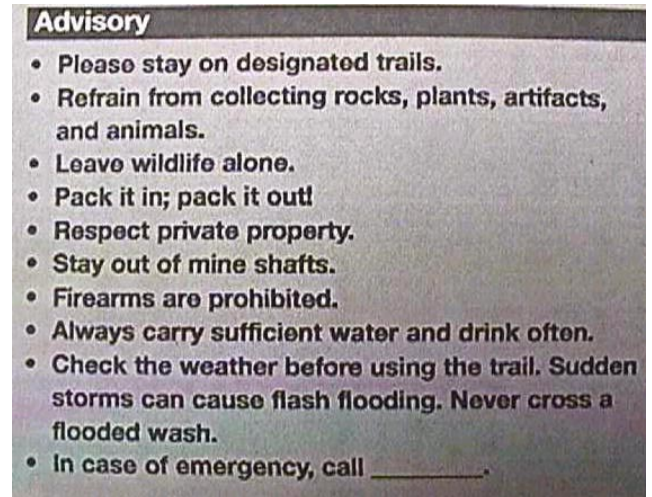 Advisory
• Please stay on designated trails.
• Refrain from collecting rocks, plants, artifacts,
and animals.
• Leave wildlife alone.
• Pack it in; pack it out!
• Respect private property.
• Stay out of mine shafts.
• Firearms are prohibited.
• Always carry sufficient water and drink often.
• Check the weather before using the trail. Sudden
storms can cause flash flooding. Never cross a
flooded wash.
• In case of emergency, call ________.